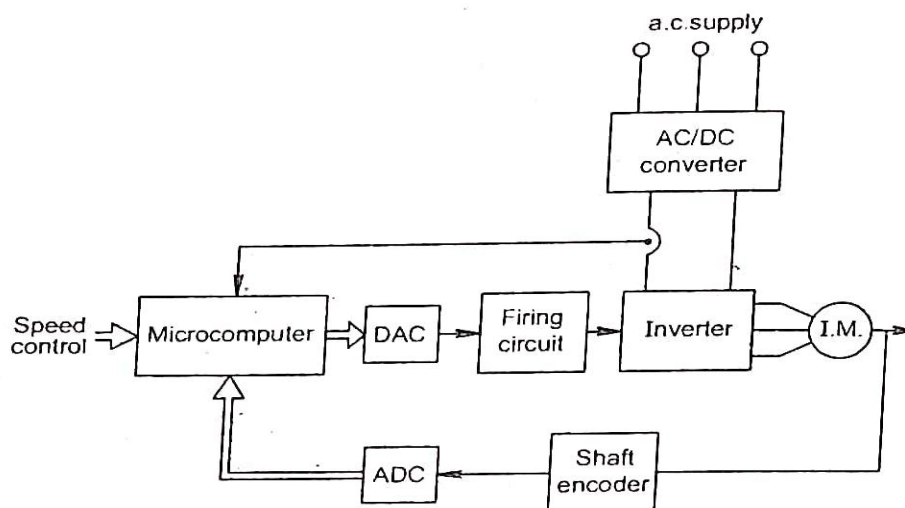 a.c.supply
AC/DC
converter
Speed
control
Microcomputer
DAC
Firing
circuit
Inverter
I.M.
ADC
Shaft
encoder